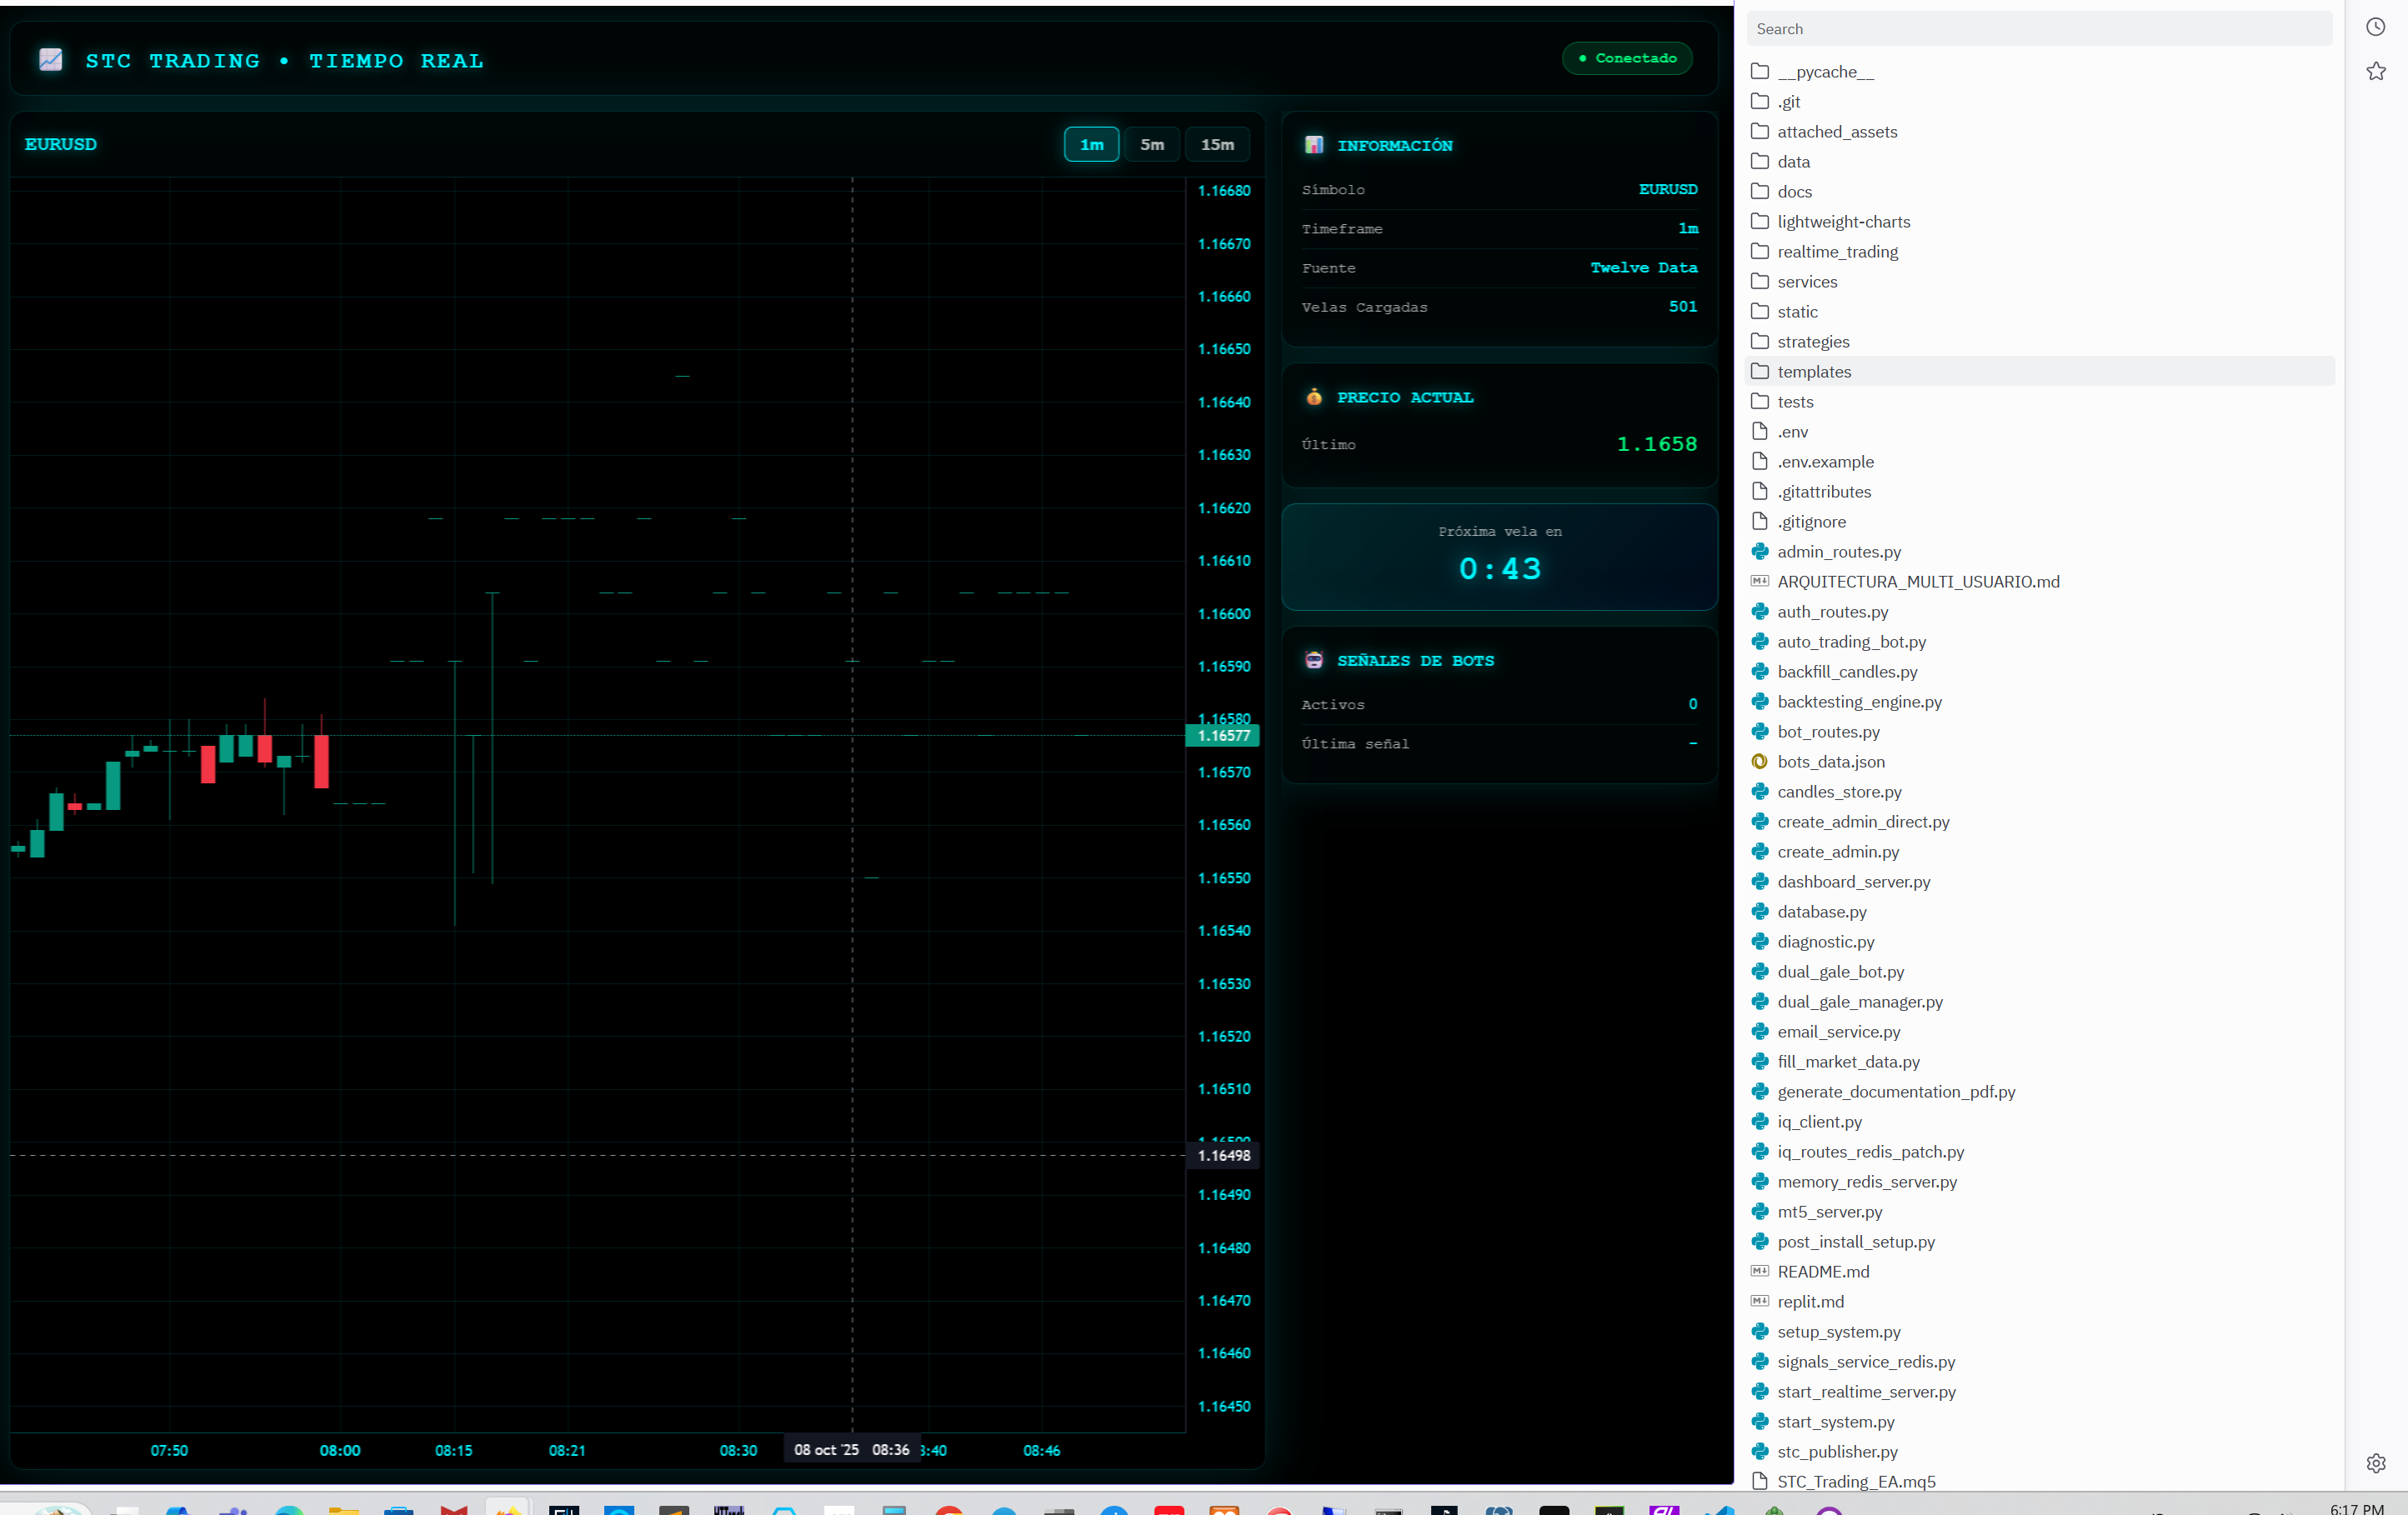 STC TRADING • TIEMPO REAL
• Conectado
EURUSD
1m
5m
15m
1.16680
1.16670
1.16660
1.16650
1.16640
1.16630
1.16620
1.16610
1.16600
1.16590
1.16580
1.16577
1.16570
1.16560
1.16550
1.16540
1.16530
1.16520
1.16510
1.16500
1.16498
1.16490
1.16480
1.16470
1.16460
1.16450
07:50
08:00
08:15
08:21
08:30
08 oct '25 08:36
8:40
08:46
INFORMACIÓN
Símbolo EURUSD
Timeframe 1m
Fuente Twelve Data
Velas Cargadas 501
PRECIO ACTUAL
Último 1.1658
Próxima vela en
0:43
SEÑALES DE BOTS
Activos 0
Última señal -
Search
__pycache__
.git
attached_assets
data
docs
lightweight-charts
realtime_trading
services
static
strategies
templates
tests
.env
.env.example
.gitattributes
.gitignore
admin_routes.py
ARQUITECTURA_MULTI_USUARIO.md
auth_routes.py
auto_trading_bot.py
backfill_candles.py
backtesting_engine.py
bot_routes.py
bots_data.json
candles_store.py
create_admin_direct.py
create_admin.py
dashboard_server.py
database.py
diagnostic.py
dual_gale_bot.py
dual_gale_manager.py
email_service.py
fill_market_data.py
generate_documentation_pdf.py
iq_client.py
iq_routes_redis_patch.py
memory_redis_server.py
mt5_server.py
post_install_setup.py
README.md
replit.md
setup_system.py
signals_service_redis.py
start_realtime_server.py
start_system.py
stc_publisher.py
STC_Trading_EA.mq5
6:17 PM